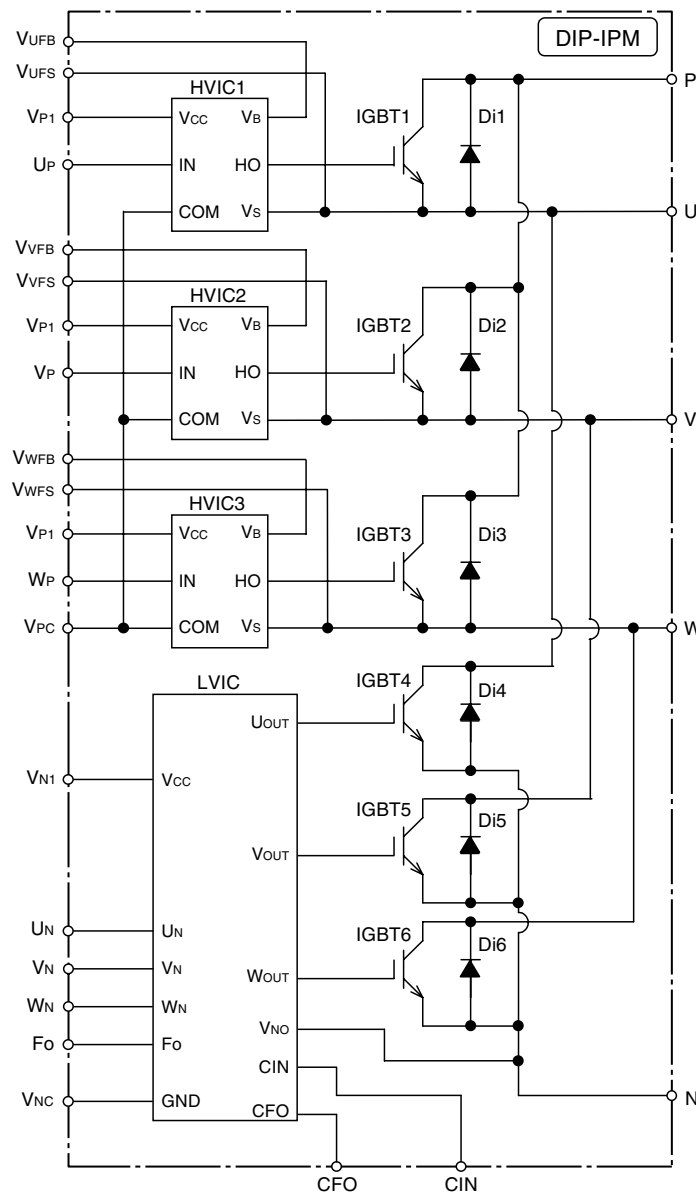 DIP-IPM
VUFB
VUFS
P
HVIC1
IGBT1
Di1
VP1
VCC
VB
UP
IN
HO
COM
VS
U
VVFB
VVFS
HVIC2
IGBT2
Di2
VP1
VCC
VB
VP
IN
HO
COM
VS
V
VWFB
VWFS
HVIC3
IGBT3
Di3
VP1
VCC
VB
WP
IN
HO
VPC
COM
VS
W
LVIC
IGBT4
Di4
UOUT
VN1
VCC
IGBT5
Di5
VOUT
IGBT6
Di6
UN
UN
VN
VN
WOUT
WN
WN
VNO
Fo
Fo
CIN
VNC
GND
CFO
N
CFO
CIN